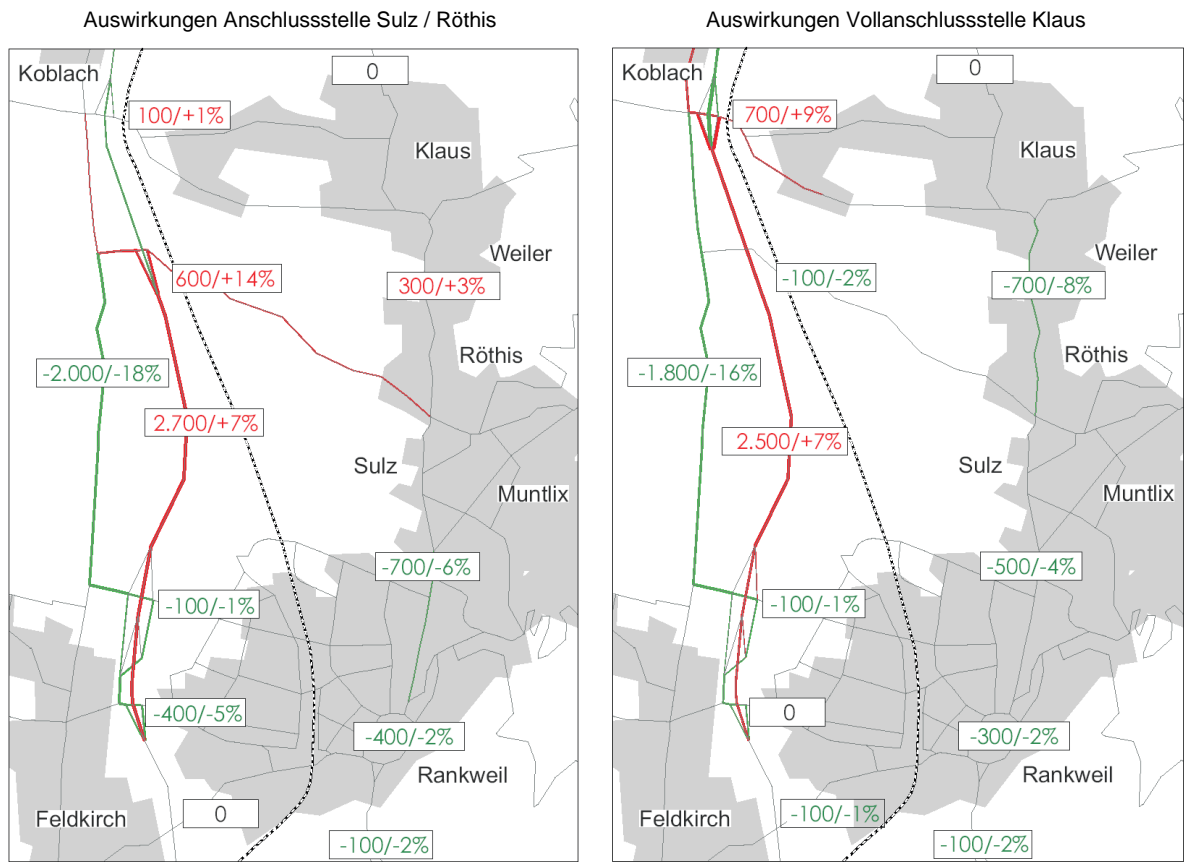 Auswirkungen Anschlussstelle Sulz / Röthis
Koblach
0
100/+1%
Klaus
Weiler
600/+14%
300/+3%
Röthis
-2.000/-18%
2.700/+7%
Sulz
Muntlix
-700/-6%
-100/-1%
-400/-5%
-400/-2%
Rankweil
Feldkirch
0
-100/-2%
Auswirkungen Vollanschlussstelle Klaus
Koblach
0
700/+9%
Klaus
Weiler
-100/-2%
-700/-8%
Röthis
-1.800/-16%
2.500/+7%
Sulz
Muntlix
-500/-4%
-100/-1%
0
-300/-2%
Rankweil
Feldkirch
-100/-1%
-100/-2%